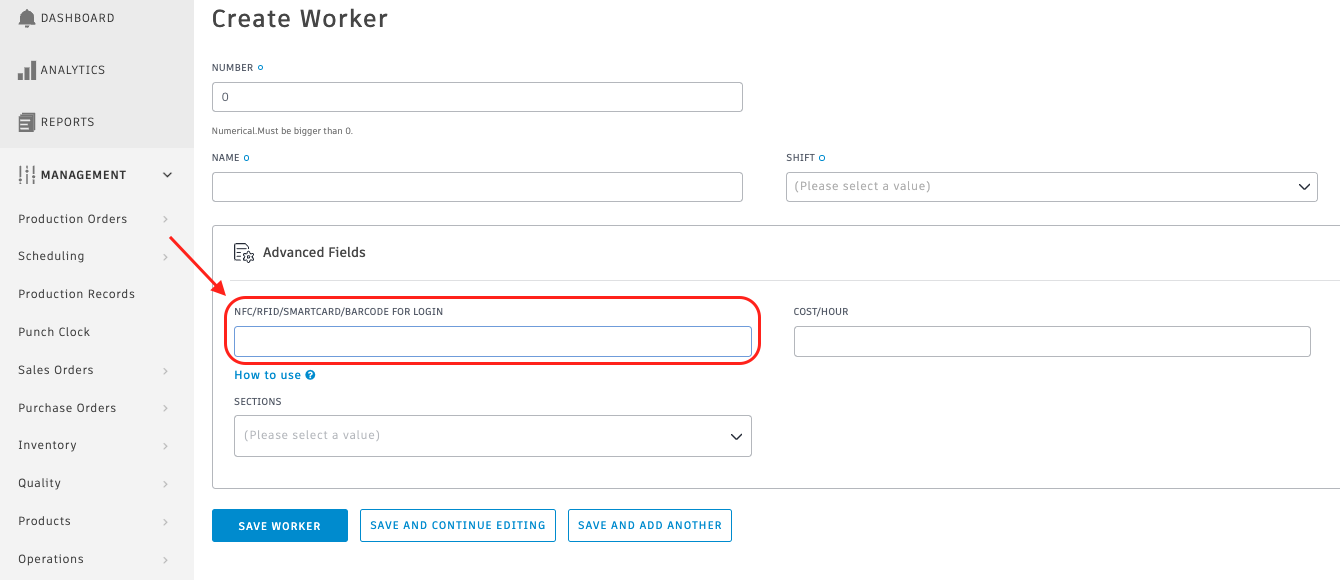 DASHBOARD
ANALYTICS
REPORTS
MANAGEMENT
Production Orders
Scheduling
Production Records
Punch Clock
Sales Orders
Purchase Orders
Inventory
Quality
Products
Operations
Create Worker
NUMBER
0
Numerical.Must be bigger than 0.
NAME
SHIFT
(Please select a value)
Advanced Fields
NFC/RFID/SMARTCARD/BARCODE FOR LOGIN
COST/HOUR
How to use ?
SECTIONS
(Please select a value)
SAVE WORKER
SAVE AND CONTINUE EDITING
SAVE AND ADD ANOTHER